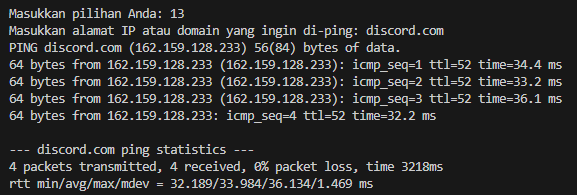 Masukkan pilihan Anda: 13
Masukkan alamat IP atau domain yang ingin di-ping: discord.com
PING discord.com (162.159.128.233) 56(84) bytes of data.
64 bytes from 162.159.128.233 (162.159.128.233): icmp_seq=1 ttl=52 time=34.4 ms
64 bytes from 162.159.128.233 (162.159.128.233): icmp_seq=2 ttl=52 time=33.2 ms
64 bytes from 162.159.128.233 (162.159.128.233): icmp_seq=3 ttl=52 time=36.1 ms
64 bytes from 162.159.128.233: icmp_seq=4 ttl=52 time=32.2 ms

--- discord.com ping statistics ---
4 packets transmitted, 4 received, 0% packet loss, time 3218ms
rtt min/avg/max/mdev = 32.189/33.984/36.134/1.469 ms